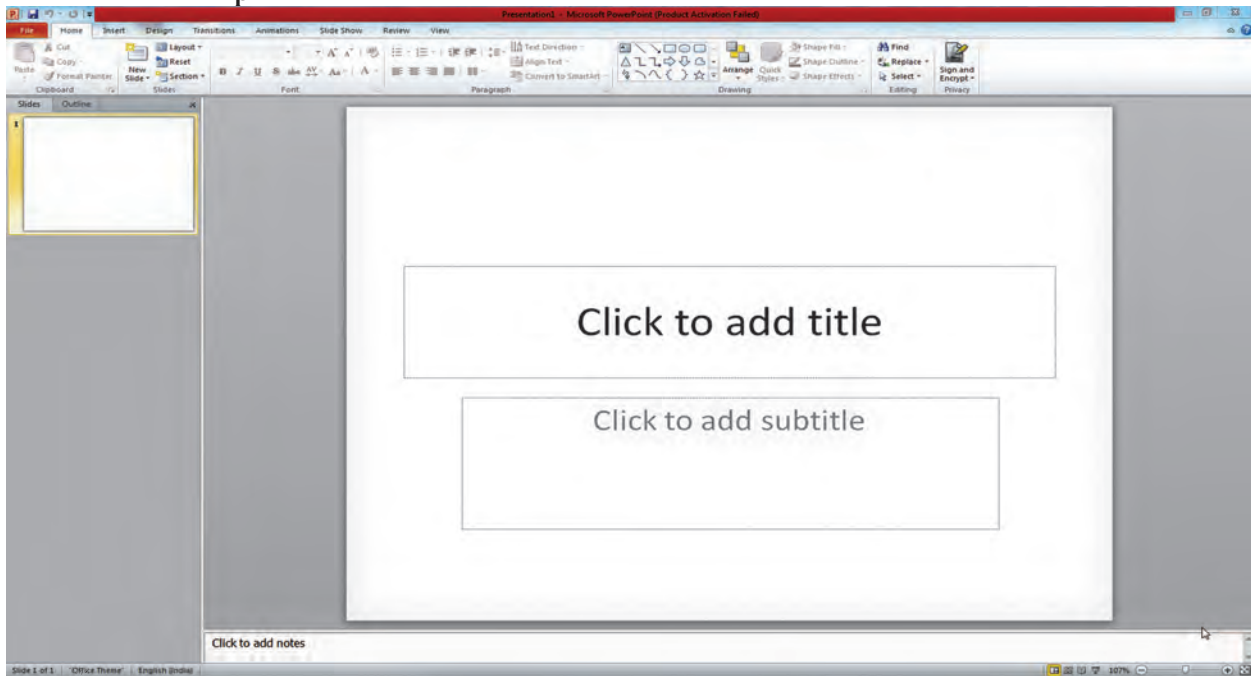 Presentation1 - Microsoft PowerPoint (Product Activation Failed)
File Home Insert Design Transitions Animations Slide Show Review View
Cut
Copy
Format Painter
Paste
Clipboard
New Slide
Layout
Reset
Section
Slides
B I U S abc AV Aa A
Font
Text Direction
Align Text
Convert to SmartArt
Paragraph
Arrange
Quick Styles
Shape Fill
Shape Outline
Shape Effects
Drawing
Find
Replace
Select
Editing
Sign and Encrypt
Privacy
Slides Outline
1
Click to add title
Click to add subtitle
Click to add notes
Slide 1 of 1 "Office Theme" English (India) 107%